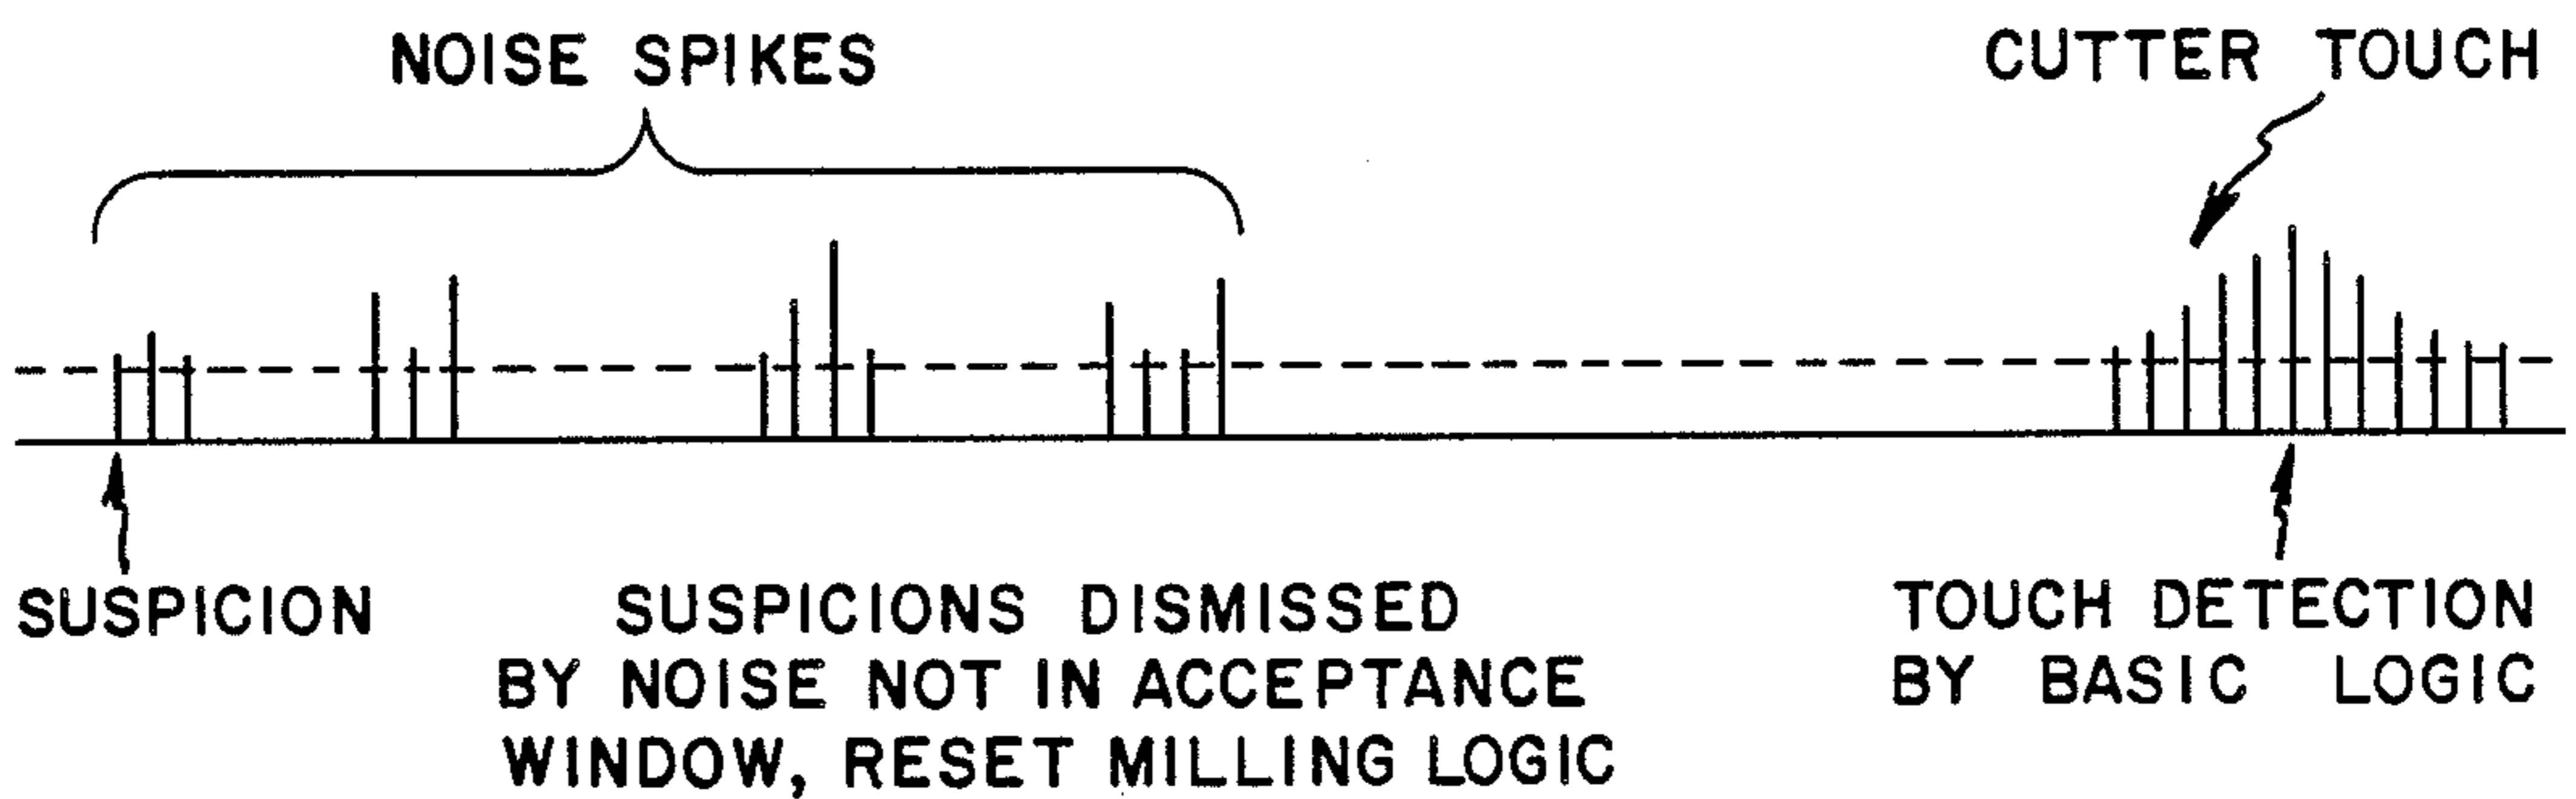 NOISE SPIKES
CUTTER TOUCH
SUSPICION
SUSPICIONS DISMISSED
BY NOISE NOT IN ACCEPTANCE
WINDOW, RESET MILLING LOGIC
TOUCH DETECTION
BY BASIC LOGIC